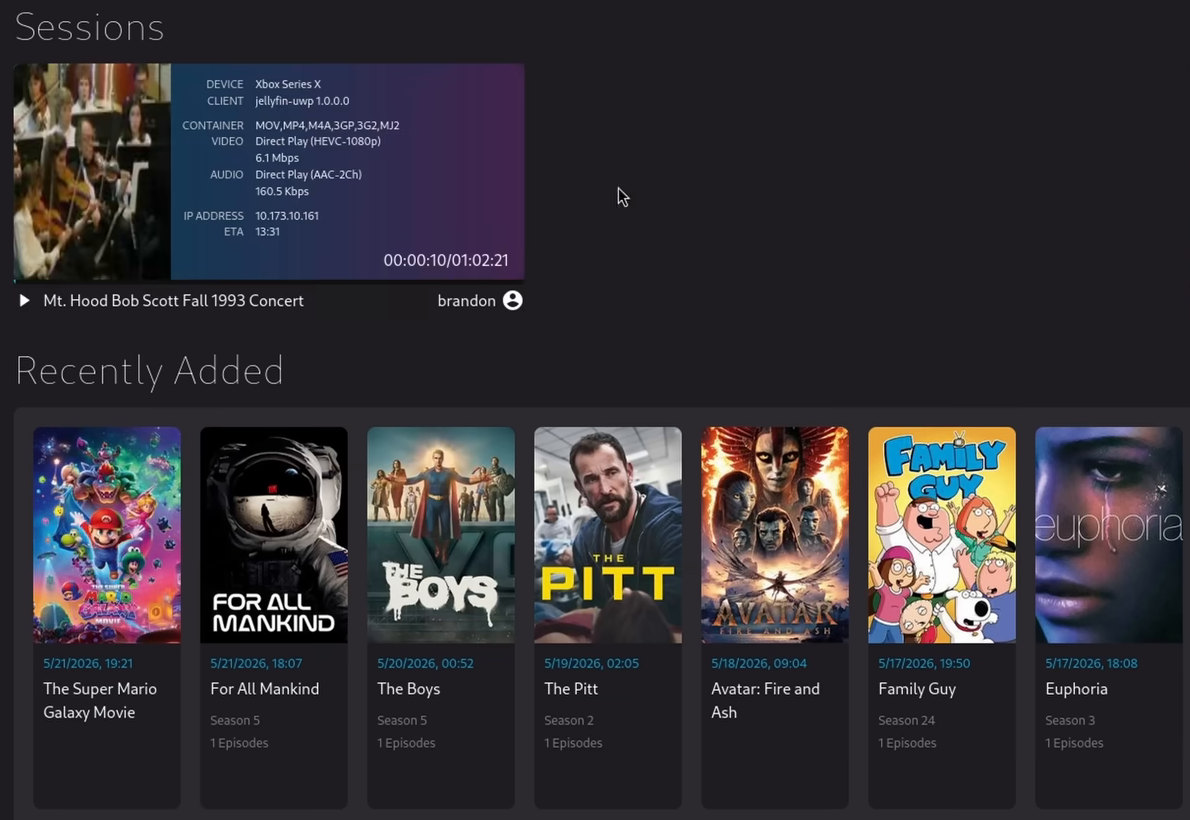 Sessions
DEVICE Xbox Series X
CLIENT jellyfin-uwp 1.0.0.0
CONTAINER MOV,MP4,M4A,3GP,3G2,MJ2
VIDEO Direct Play (HEVC-1080p)
6.1 Mbps
AUDIO Direct Play (AAC-2Ch)
160.5 Kbps
IP ADDRESS 10.173.10.161
ETA 13:31
00:00:10/01:02:21
Mt. Hood Bob Scott Fall 1993 Concert brandon
Recently Added
THE SUPER
MARIO
GALAXY
MOVIE
FOR ALL
MANKIND
THE
BOYS
THE
PITT
AVATAR
FIRE AND ASH
FAMILY
GUY
euphoria
5/21/2026, 19:21
The Super Mario
Galaxy Movie
5/21/2026, 18:07
For All Mankind
Season 5
1 Episodes
5/20/2026, 00:52
The Boys
Season 5
1 Episodes
5/19/2026, 02:05
The Pitt
Season 2
1 Episodes
5/18/2026, 09:04
Avatar: Fire and
Ash
5/17/2026, 19:50
Family Guy
Season 24
1 Episodes
5/17/2026, 18:08
Euphoria
Season 3
1 Episodes